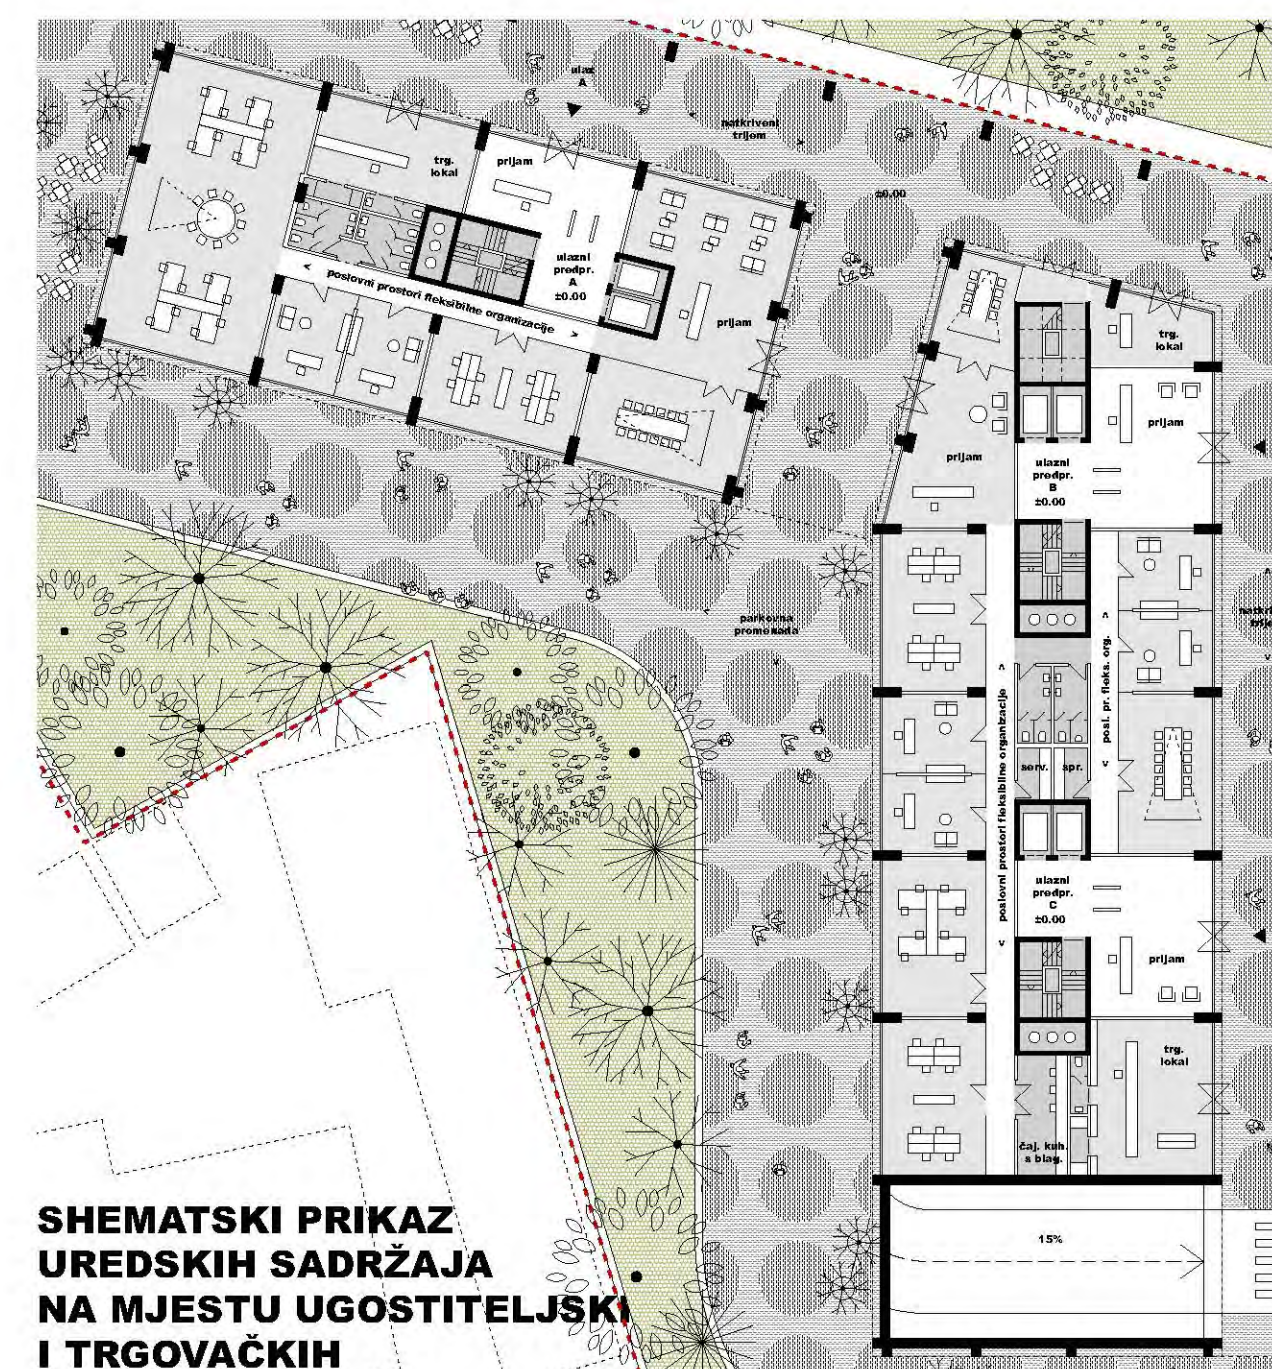 ulaz
A
natkriveni
trijem
±0.00
trg.
lokal
prijam
ulazni
predpr.
A
±0.00
poslovni prostori fleksibilne organizacije
prijam
trg.
lokal
prijam
prijam
ulazni
predpr.
B
±0.00
parkovna
promenada
poslovni prostori fleksibilne organizacije
posl. pr. fleks. org.
serv.
spr.
ulazni
predpr.
C
±0.00
prijam
trg.
lokal
čaj. kuh.
s blag.
15%
SHEMATSKI PRIKAZ
UREDSKIH SADRŽAJA
NA MJESTU UGOSTITELJSKI
I TRGOVAČKIH